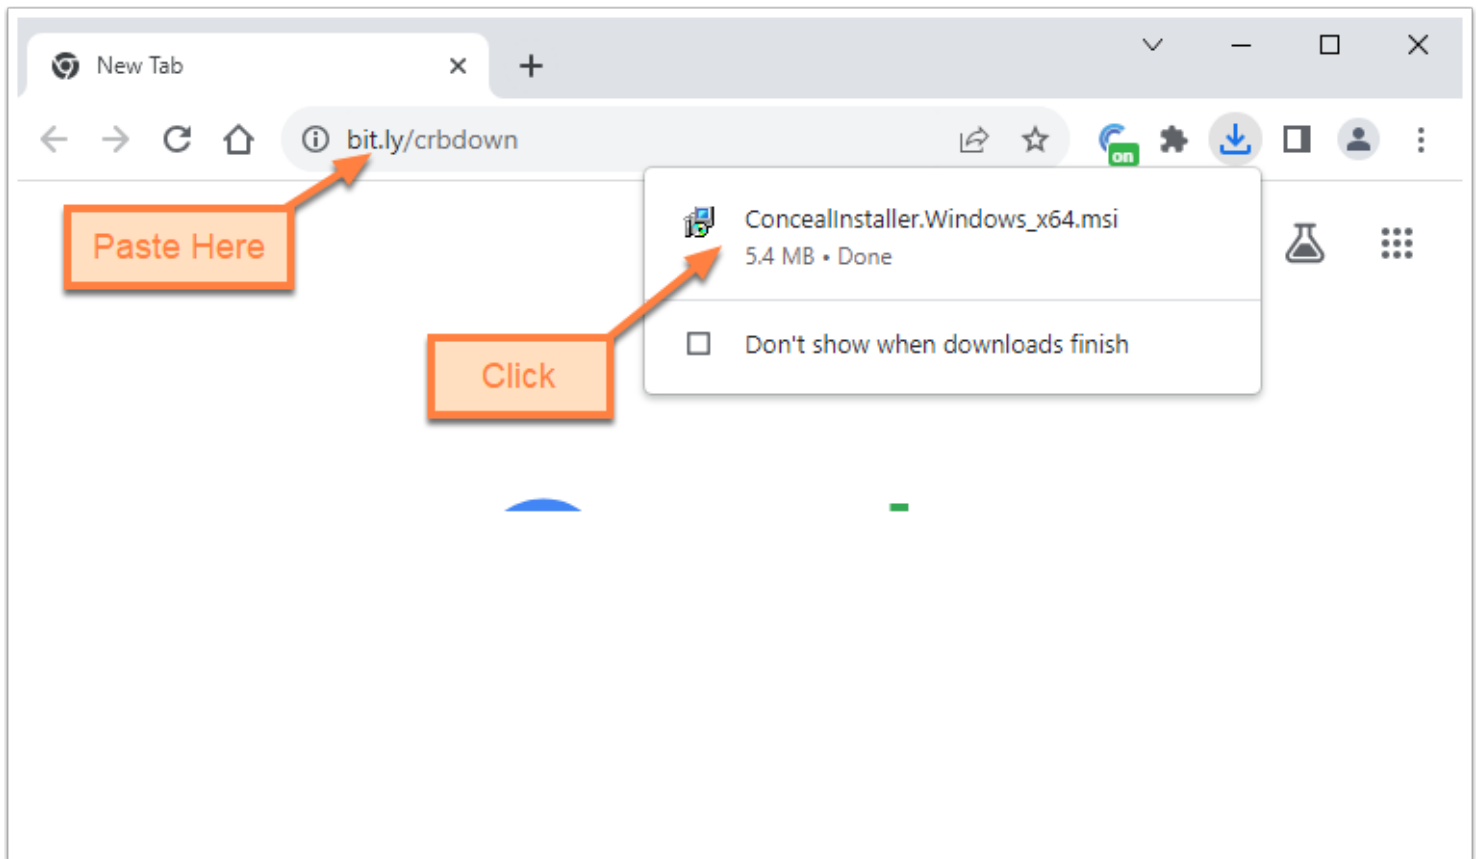 New Tab
bit.ly/crbdown
on
Paste Here
ConcealInstaller.Windows_x64.msi
5.4 MB • Done
Click
Don't show when downloads finish